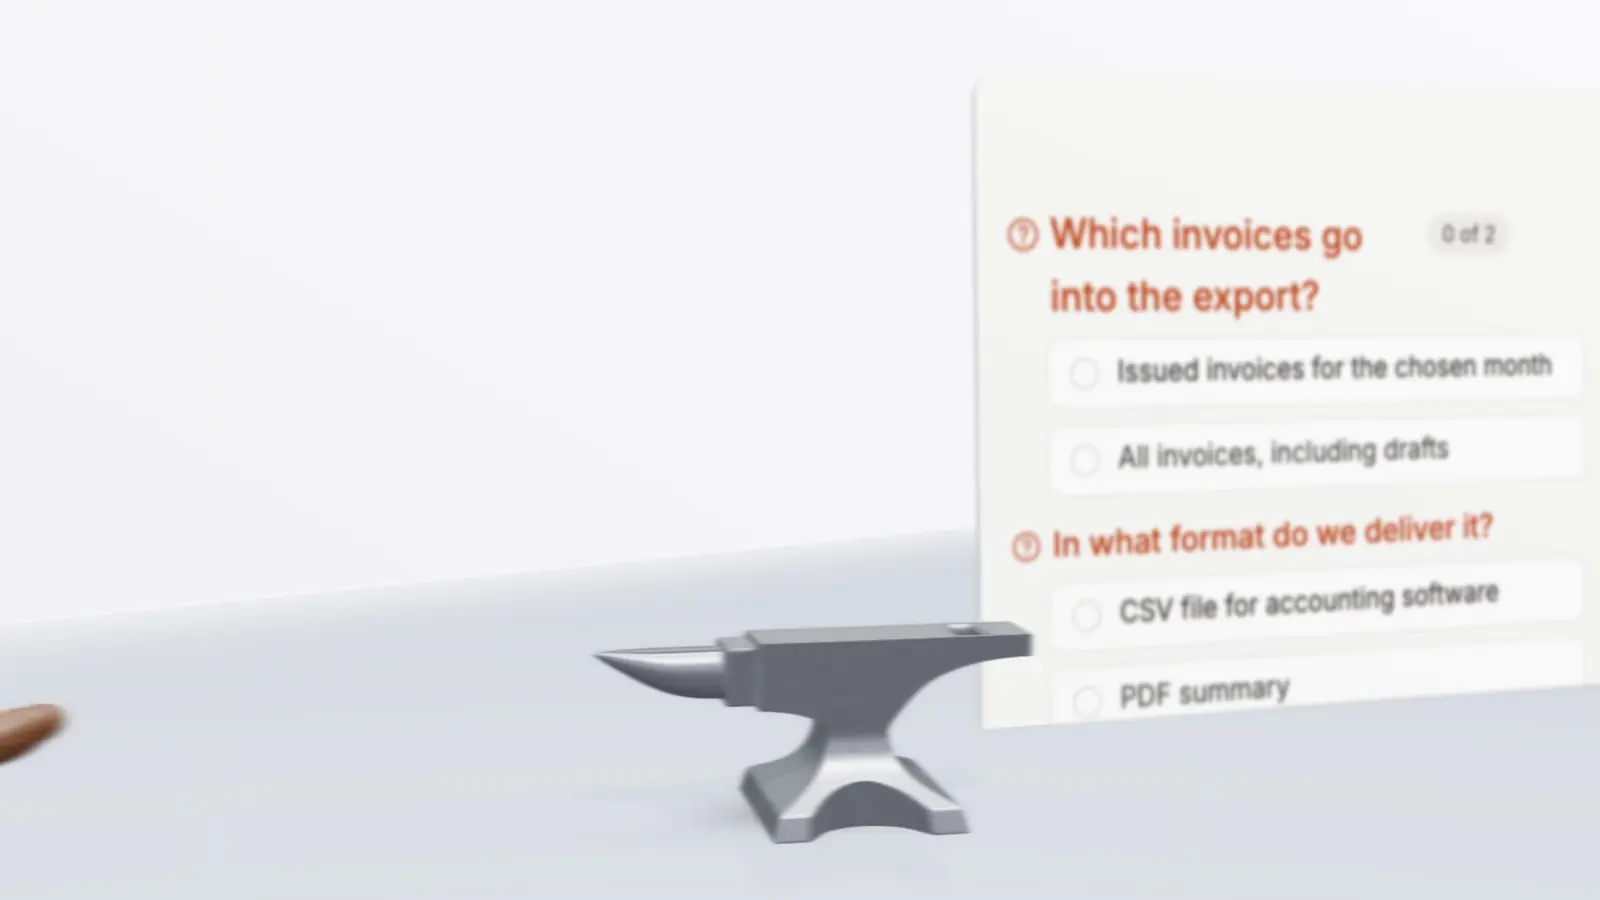 Which invoices go
into the export?
0 of 2
Issued invoices for the chosen month
All invoices, including drafts
In what format do we deliver it?
CSV file for accounting software
PDF summary